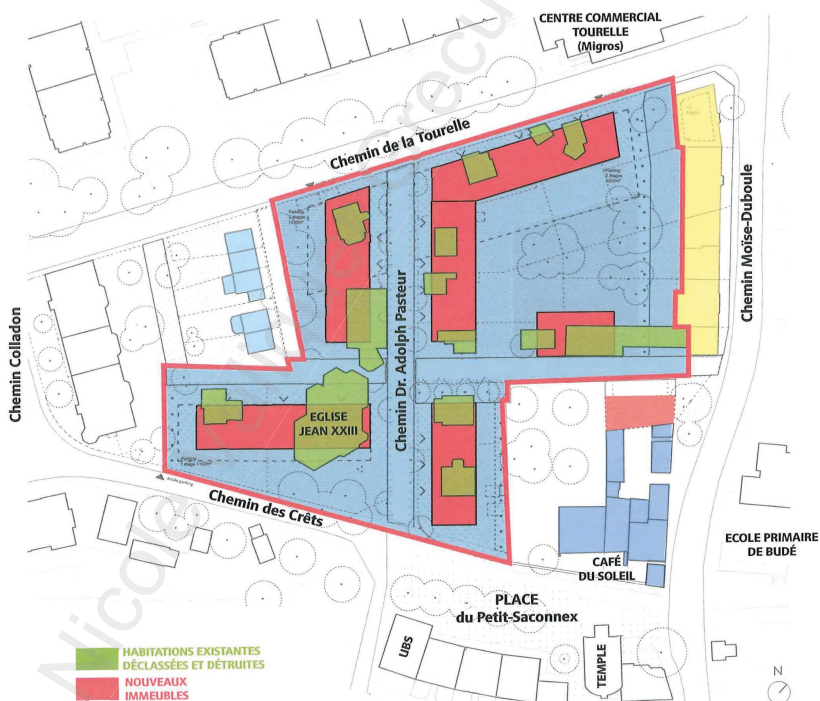 CENTRE COMMERCIAL
TOURELLE
(Migros)
Chemin de la Tourelle
Chemin Moïse-Duboule
Chemin Dr. Adolph Pasteur
Chemin Colladon
EGLISE
JEAN XXIII
Chemin des Crêts
ECOLE PRIMAIRE
DE BUDÉ
CAFÉ
DU SOLEIL
PLACE
du Petit-Saconnex
UBS
TEMPLE
N
HABITATIONS EXISTANTES
DÉCLASSÉES ET DÉTRUITES
NOUVEAUX
IMMEUBLES